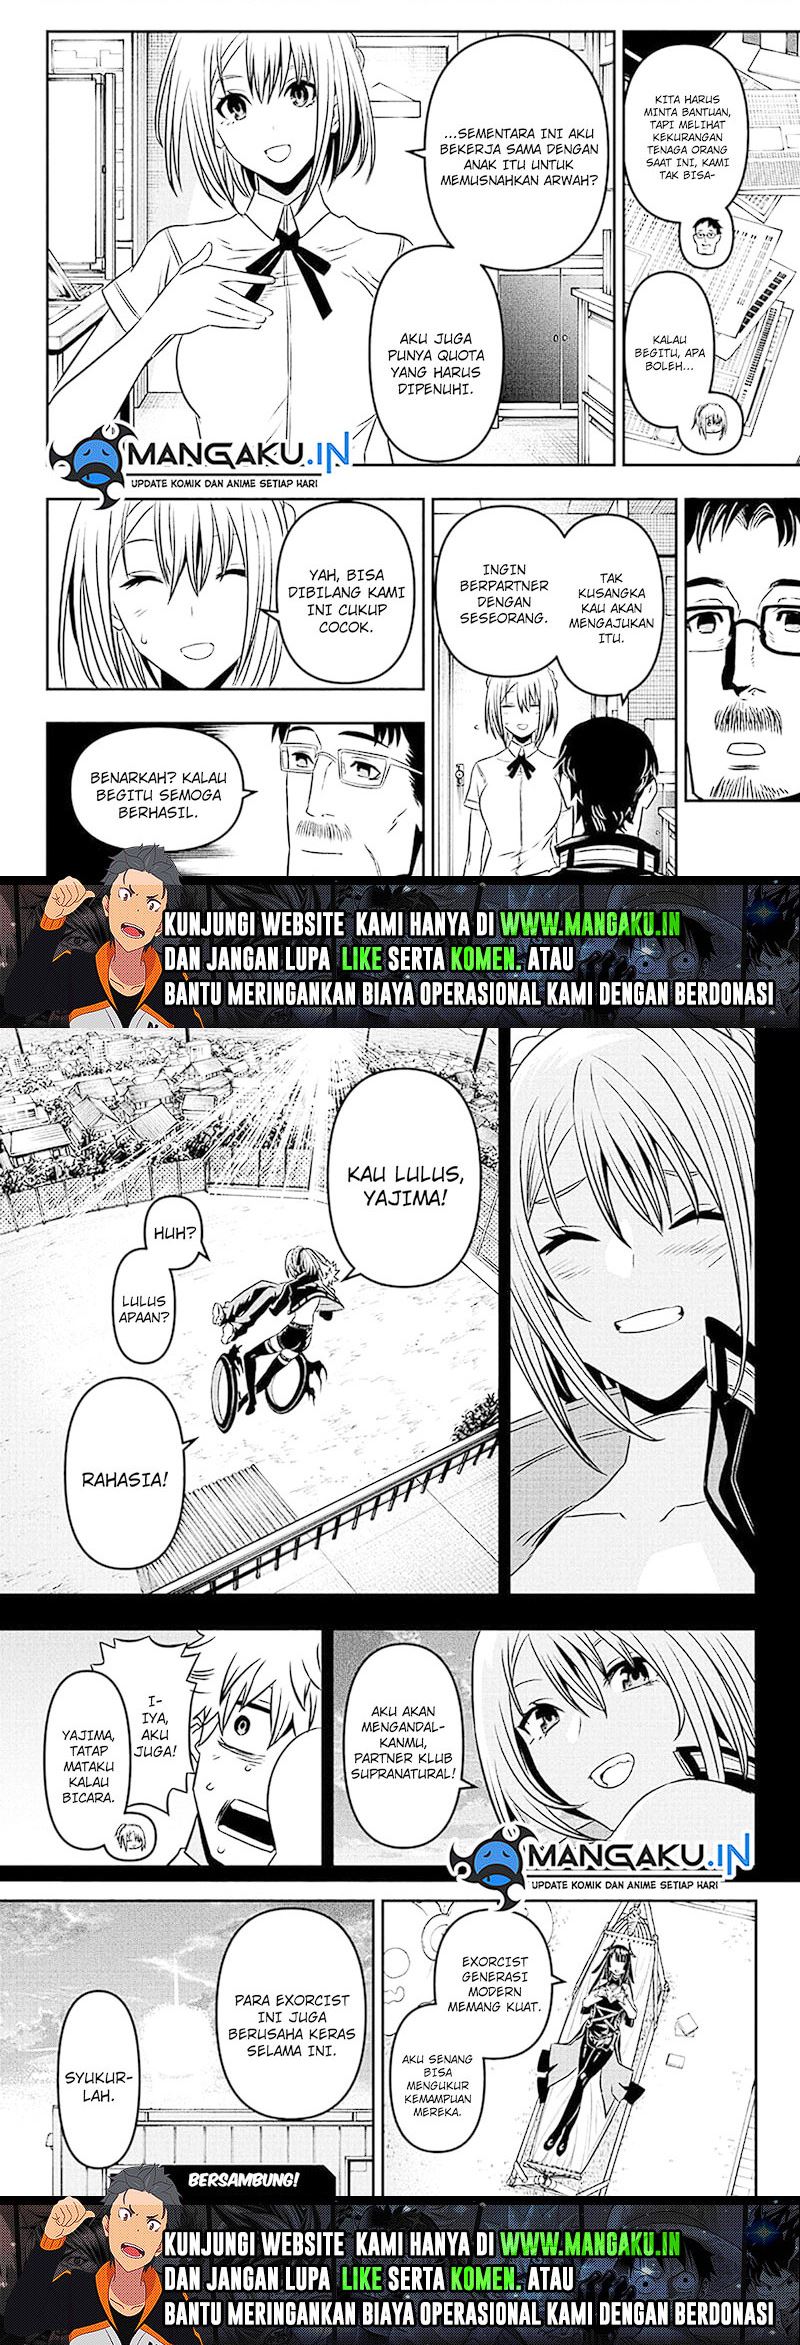 KITA HARUS
MINTA BANTUAN,
TAPI MELIHAT
KEKURANGAN
TENAGA ORANG
SAAT INI, KAMI
TAK BISA-
KALAU
BEGITU, APA
BOLEH...
...SEMENTARA INI AKU
BEKERJA SAMA DENGAN
ANAK ITU UNTUK
MEMUSNAHKAN ARWAH?
AKU JUGA
PUNYA QUOTA
YANG HARUS
DIPENUHI.
MANGAKU.IN
UPDATE KOMIK DAN ANIME SETIAP HARI
TAK
KUSANGKA
KAU AKAN
MENGAJUKAN
ITU.
INGIN
BERPARTNER
DENGAN
SESEORANG.
YAH, BISA
DIBILANG KAMI
INI CUKUP
COCOK.
BENARKAH? KALAU
BEGITU SEMOGA
BERHASIL.
KUNJUNGI WEBSITE KAMI HANYA DI WWW.MANGAKU.IN
DAN JANGAN LUPA LIKE SERTA KOMEN. ATAU
BANTU MERINGANKAN BIAYA OPERASIONAL KAMI DENGAN BERDONASI
KAU LULUS,
YAJIMA!
HUH?
LULUS
APAAN?
RAHASIA!
AKU AKAN
MENGANDAL-
KANMU,
PARTNER KLUB
SUPRANATURAL!
I-
IYA,
AKU
JUGA!
YAJIMA,
TATAP
MATAKU
KALAU
BICARA.
MANGAKU.IN
UPDATE KOMIK DAN ANIME SETIAP HARI
EXORCIST
GENERASI
MODERN
MEMANG KUAT.
AKU SENANG
BISA
MENGUKUR
KEMAMPUAN
MEREKA.
PARA EXORCIST
INI JUGA
BERUSAHA KERAS
SELAMA INI.
SYUKUR-
LAH.
BERSAMBUNG!
KUNJUNGI WEBSITE KAMI HANYA DI WWW.MANGAKU.IN
DAN JANGAN LUPA LIKE SERTA KOMEN. ATAU
BANTU MERINGANKAN BIAYA OPERASIONAL KAMI DENGAN BERDONASI